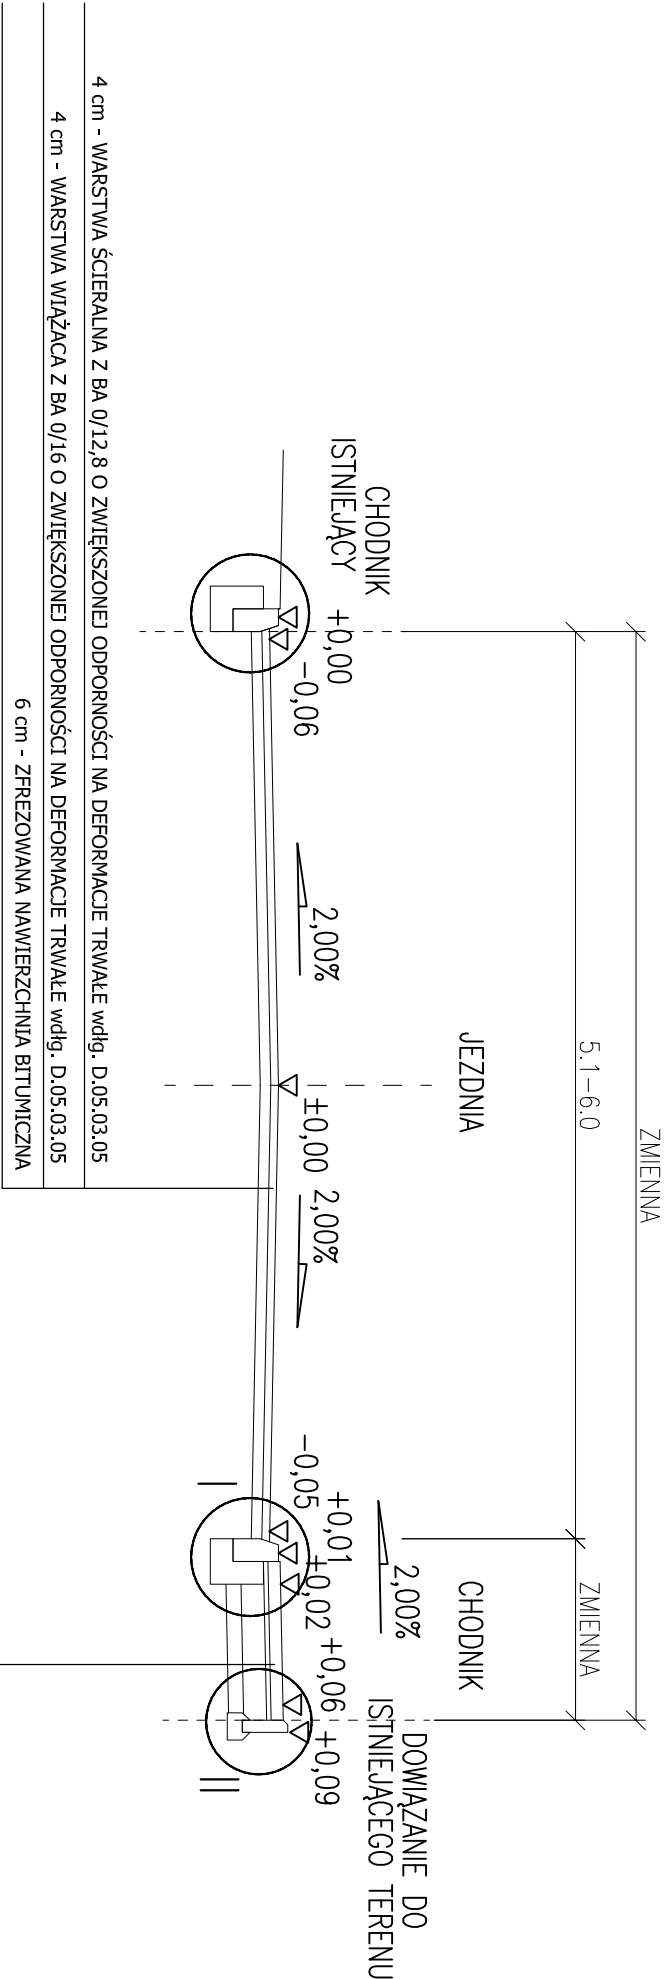 ZMIENNA
5.1-6.0
ZMIENNA
JEZDNIA
CHODNIK
CHODNIK
ISTNIEJĄCY
DOWIĄZANIE DO
ISTNIEJĄCEGO TERENU
+0,00
-0,06
2,00%
±0,00
2,00%
-0,05
+0,01
+0,02
2,00%
+0,06
+0,09
I
II
4 cm - WARSTWA ŚCIERALNA Z BA 0/12,8 O ZWIĘKSZONEJ ODPORNOŚCI NA DEFORMACJE TRWAŁE wdłg. D.05.03.05
4 cm - WARSTWA WIĄŻACA Z BA 0/16 O ZWIĘKSZONEJ ODPORNOŚCI NA DEFORMACJE TRWAŁE wdłg. D.05.03.05
6 cm - ZFREZOWANA NAWIERZCHNIA BITUMICZNA